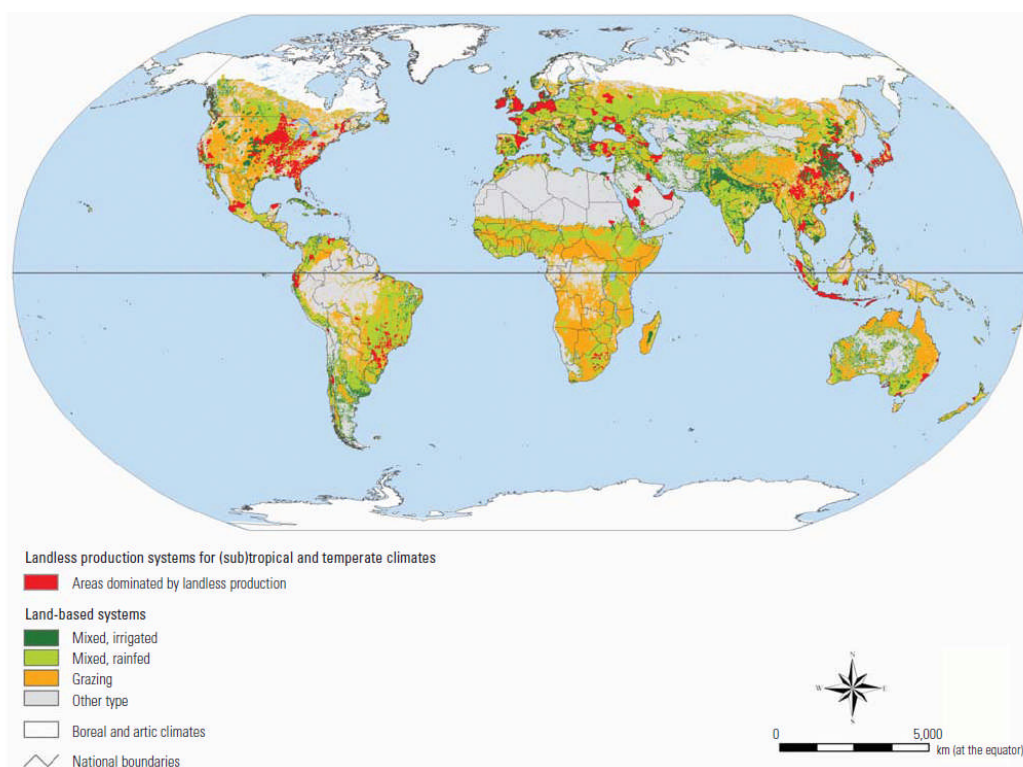 Landless production systems for (sub)tropical and temperate climates
Areas dominated by landless production
Land-based systems
Mixed, irrigated
Mixed, rainfed
Grazing
Other type
Boreal and artic climates
National boundaries
N
W E
S
0 5,000
km (at the equator)